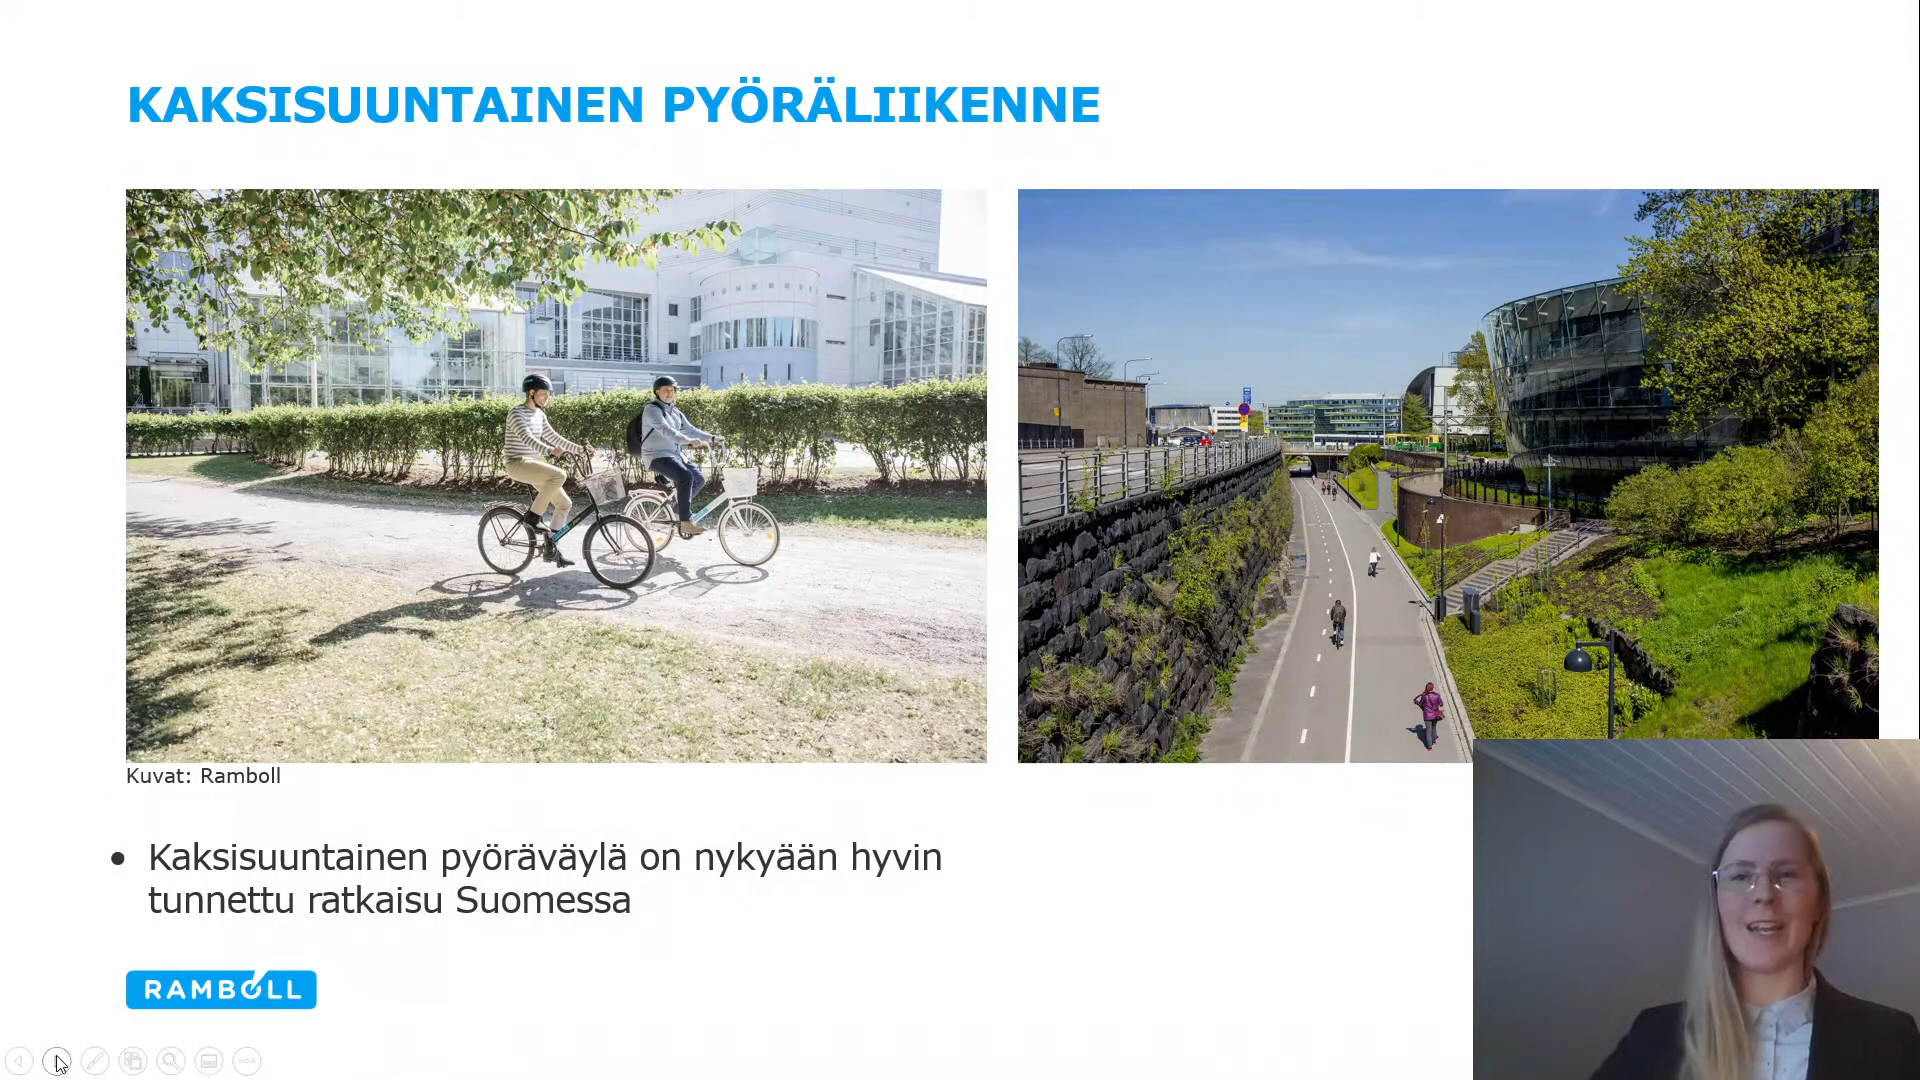 KAKSISUUNTAINEN PYÖRÄLIIKENNE
Kuvat: Ramboll
• Kaksisuuntainen pyöräväylä on nykyään hyvin
tunnettu ratkaisu Suomessa
RAMBOLL